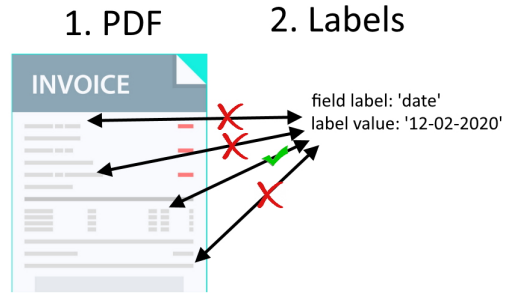 1. PDF
2. Labels
INVOICE
field label: 'date'
label value: '12-02-2020'